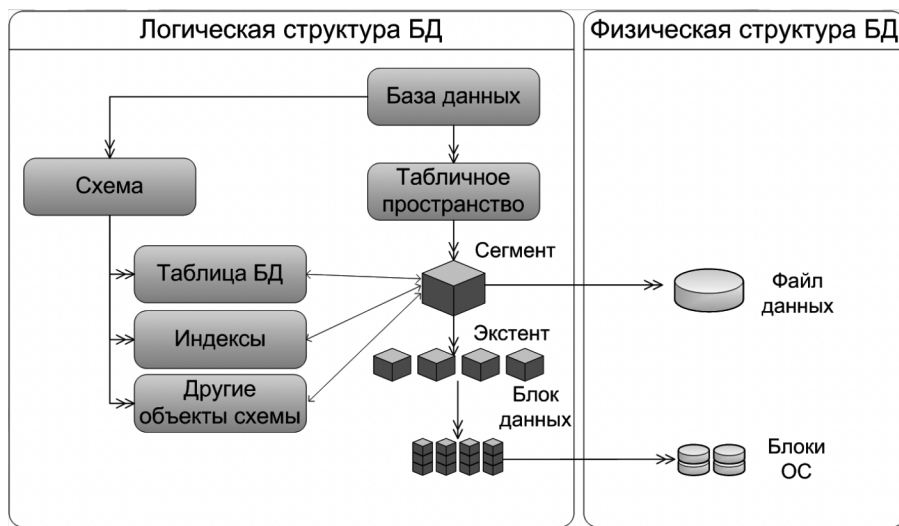 Логическая структура БД
Физическая структура БД
База данных
Схема
Табличное
пространство
Сегмент
Таблица БД
Файл
данных
Индексы
Экстент
Другие
объекты схемы
Блок
данных
Блоки
ОС